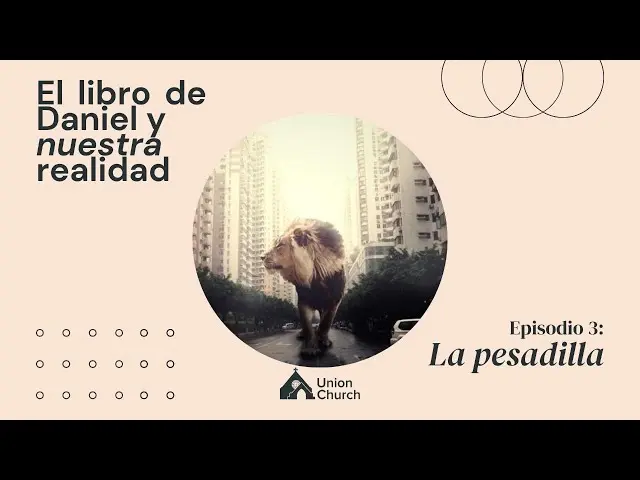 El libro de
Daniel y
nuestra
realidad
Episodio 3:
La pesadilla
Union
Church